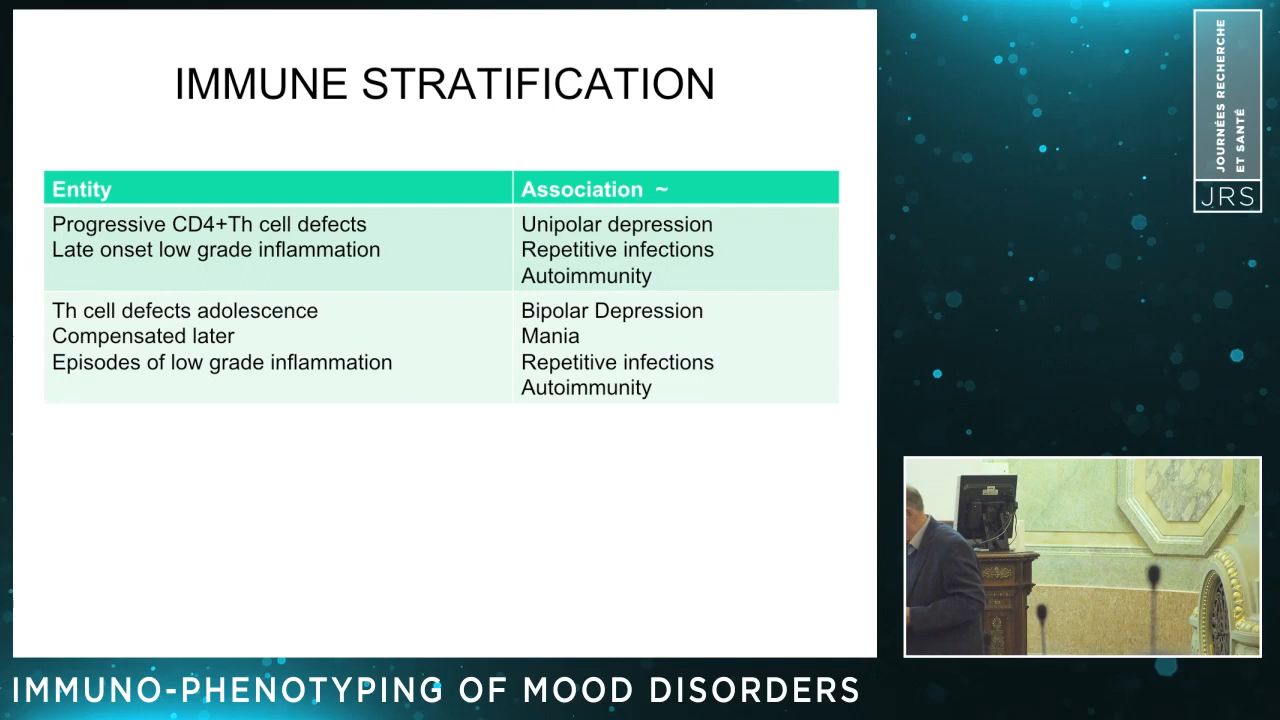 IMMUNE STRATIFICATION
Entity
Association ~
Progressive CD4+Th cell defects
Late onset low grade inflammation
Unipolar depression
Repetitive infections
Autoimmunity
Th cell defects adolescence
Compensated later
Episodes of low grade inflammation
Bipolar Depression
Mania
Repetitive infections
Autoimmunity
JOURNÉES RECHERCHE
ET SANTÉ
JRS
IMMUNO-PHENOTYPING OF MOOD DISORDERS